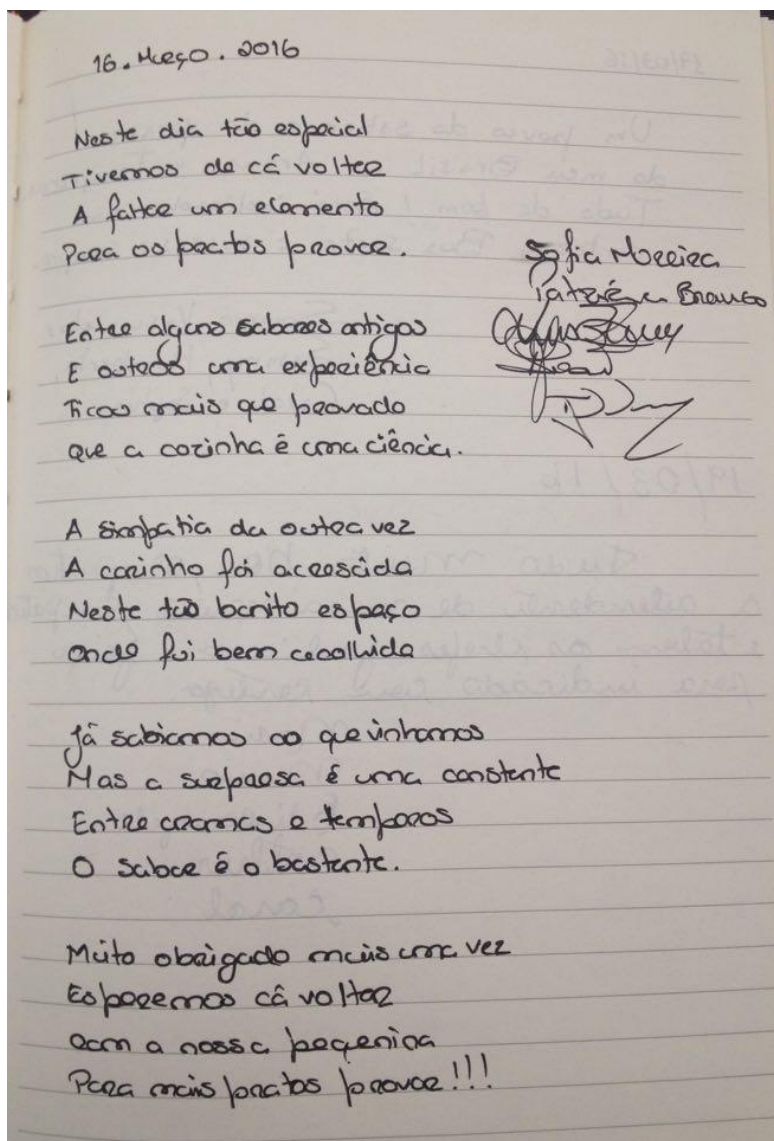 16. Março. 2016
Neste dia tão especial
Tivemos de cá voltar
A faltar um elemento
Para os pratos provar.
Sofia Moreira
Branco
Entre alguns sabores antigos
E outros uma experiência
Ficou mais que provado
que a cozinha é uma ciência.
A simpatia da outra vez
A carinho foi acrescida
Neste tão bonito espaço
onde fui bem acolhida
Já sabíamos ao que vinhamos
Mas a surpresa é uma constante
Entre aromas e temperos
O sabor é o bastante.
Muito obrigado mais uma vez
Esperemos cá voltar
com a nossa pequenina
Para mais pratos provar!!!